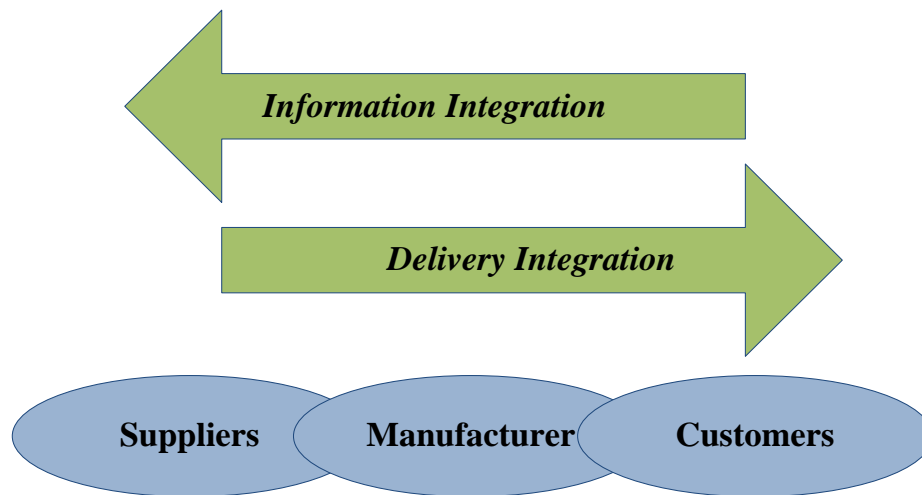 Information Integration
Delivery Integration
Suppliers
Manufacturer
Customers